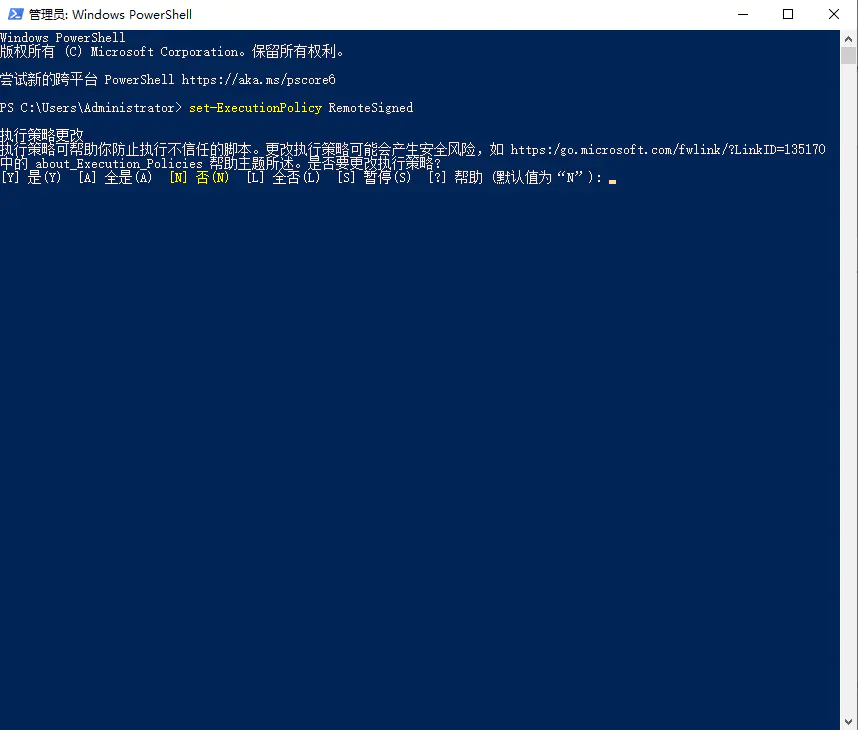 管理员: Windows PowerShell
Windows PowerShell
版权所有 (C) Microsoft Corporation。保留所有权利。
尝试新的跨平台 PowerShell https://aka.ms/pscore6
PS C:\Users\Administrator> set-ExecutionPolicy RemoteSigned
执行策略更改
执行策略可帮助你防止执行不信任的脚本。更改执行策略可能会产生安全风险，如 https:/go.microsoft.com/fwlink/?LinkID=135170
中的 about_Execution_Policies 帮助主题所述。是否要更改执行策略?
[Y] 是(Y)  [A] 全是(A)  [N] 否(N)  [L] 全否(L)  [S] 暂停(S)  [?] 帮助 (默认值为“N”):